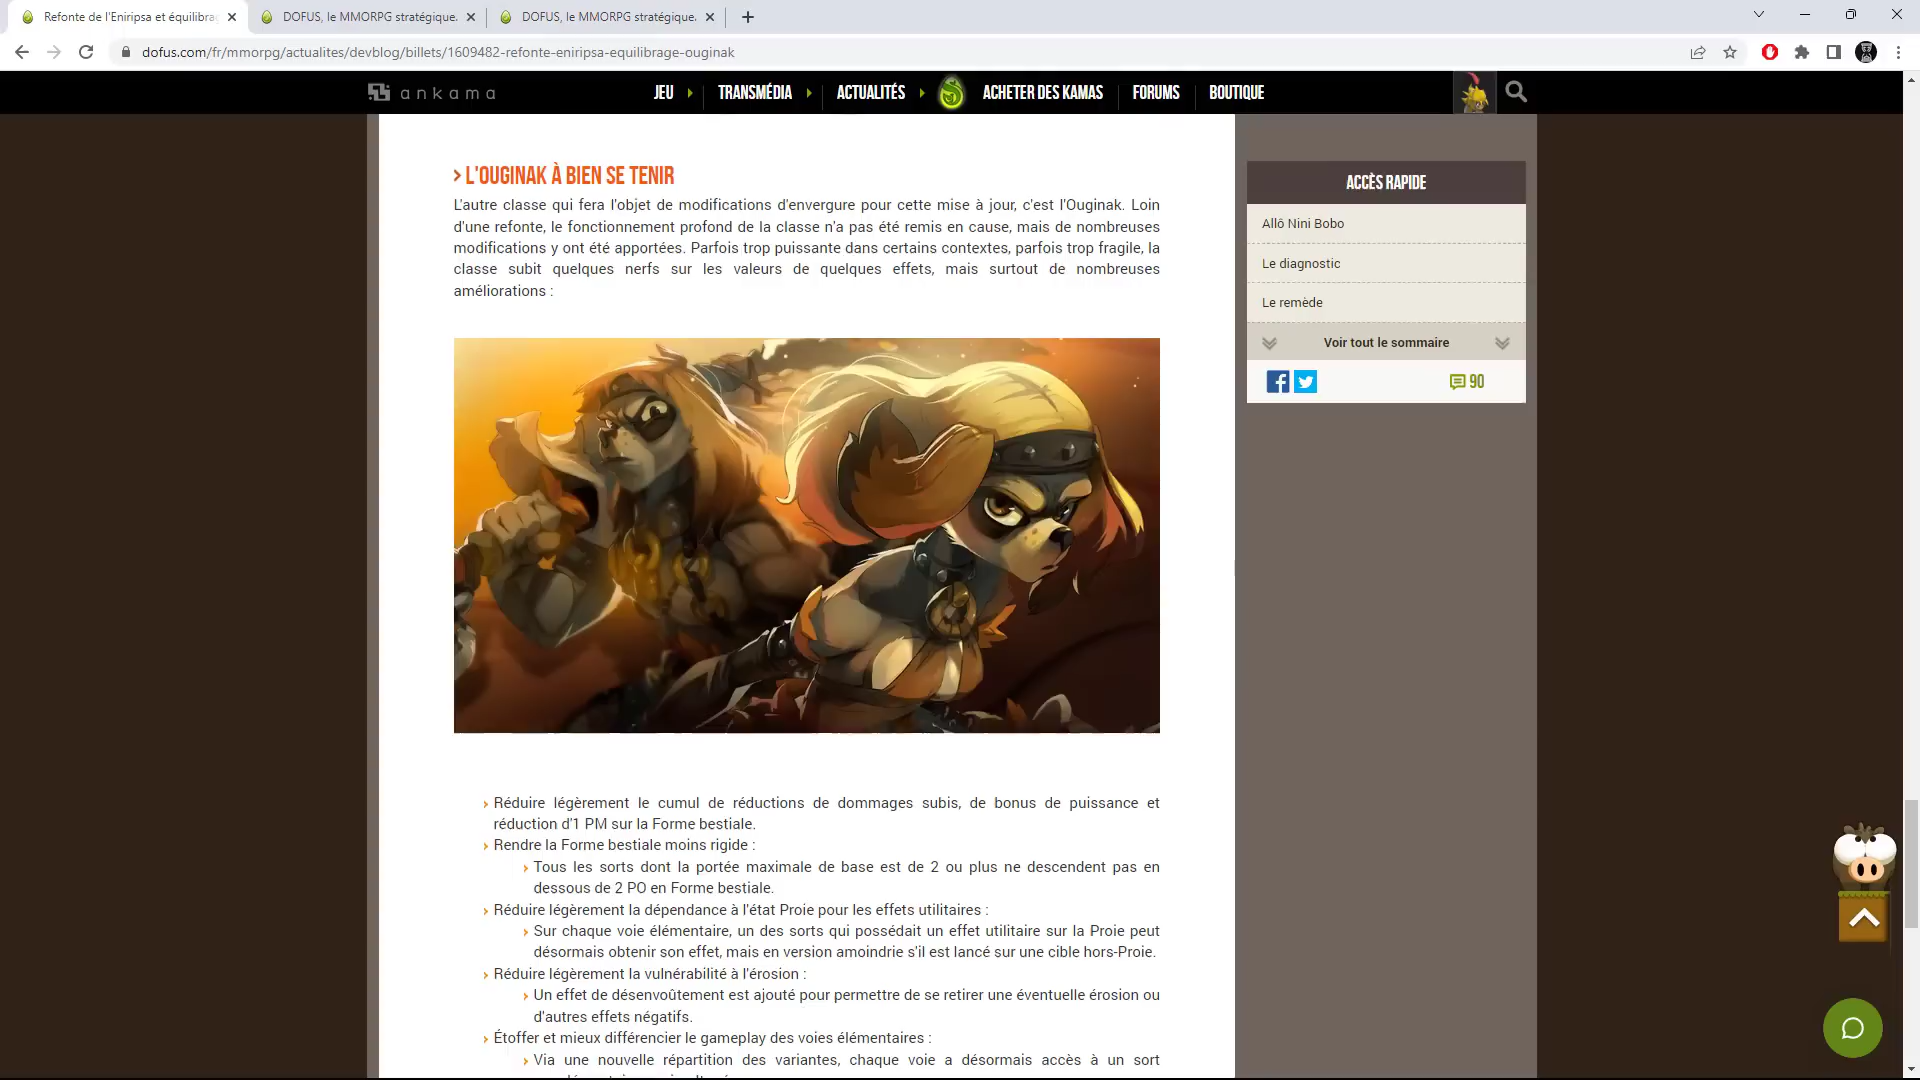 Refonte de l'Eniripsa et équilibra
DOFUS, le MMORPG stratégique.
DOFUS, le MMORPG stratégique.
dofus.com/fr/mmorpg/actualites/devblog/billets/1609482-refonte-eniripsa-equilibrage-ouginak
ankama
JEU
TRANSMÉDIA
ACTUALITÉS
ACHETER DES KAMAS
FORUMS
BOUTIQUE
> L'OUGINAK À BIEN SE TENIR
L'autre classe qui fera l'objet de modifications d'envergure pour cette mise à jour, c'est l'Ouginak. Loin
d'une refonte, le fonctionnement profond de la classe n'a pas été remis en cause, mais de nombreuses
modifications y ont été apportées. Parfois trop puissante dans certains contextes, parfois trop fragile, la
classe subit quelques nerfs sur les valeurs de quelques effets, mais surtout de nombreuses
améliorations :
Réduire légèrement le cumul de réductions de dommages subis, de bonus de puissance et
réduction d'1 PM sur la Forme bestiale.
Rendre la Forme bestiale moins rigide :
Tous les sorts dont la portée maximale de base est de 2 ou plus ne descendent pas en
dessous de 2 PO en Forme bestiale.
Réduire légèrement la dépendance à l'état Proie pour les effets utilitaires :
Sur chaque voie élémentaire, un des sorts qui possédait un effet utilitaire sur la Proie peut
désormais obtenir son effet, mais en version amoindrie s'il est lancé sur une cible hors-Proie.
Réduire légèrement la vulnérabilité à l'érosion :
Un effet de désenvoûtement est ajouté pour permettre de se retirer une éventuelle érosion ou
d'autres effets négatifs.
Étoffer et mieux différencier le gameplay des voies élémentaires :
Via une nouvelle répartition des variantes, chaque voie a désormais accès à un sort
ACCÈS RAPIDE
Allô Nini Bobo
Le diagnostic
Le remède
Voir tout le sommaire
90